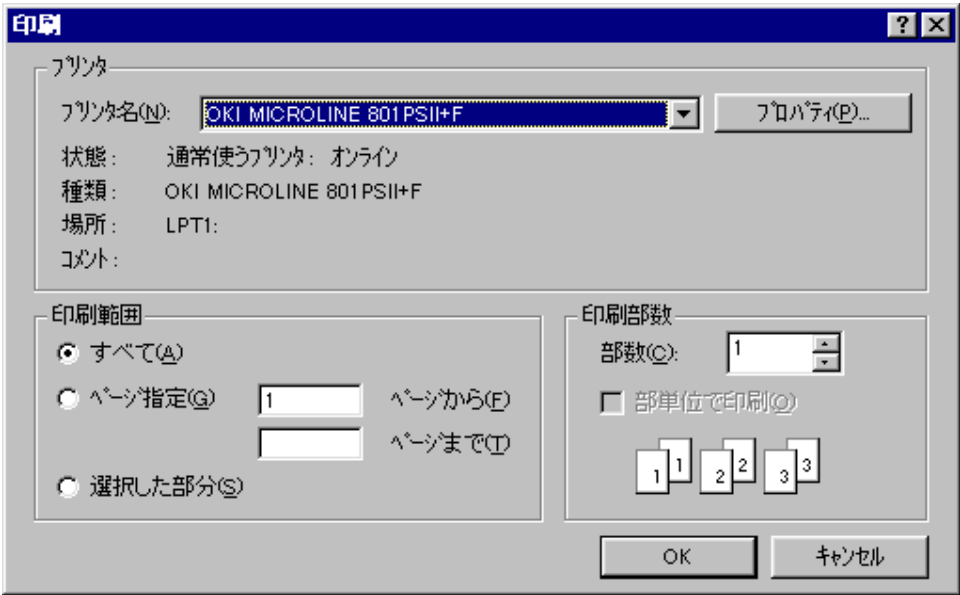 印刷
プリンタ
プリンタ名(N): OKI MICROLINE 801PSII+F プロパティ(P)...
状態: 通常使うプリンタ: オンライン
種類: OKI MICROLINE 801PSII+F
場所: LPT1:
コメント:
印刷範囲
すべて(A)
ページ指定(G) 1 ページから(F)
ページまで(T)
選択した部分(S)
印刷部数
部数(C): 1
部単位で印刷(O)
1 1 2 2 3 3
OK キャンセル